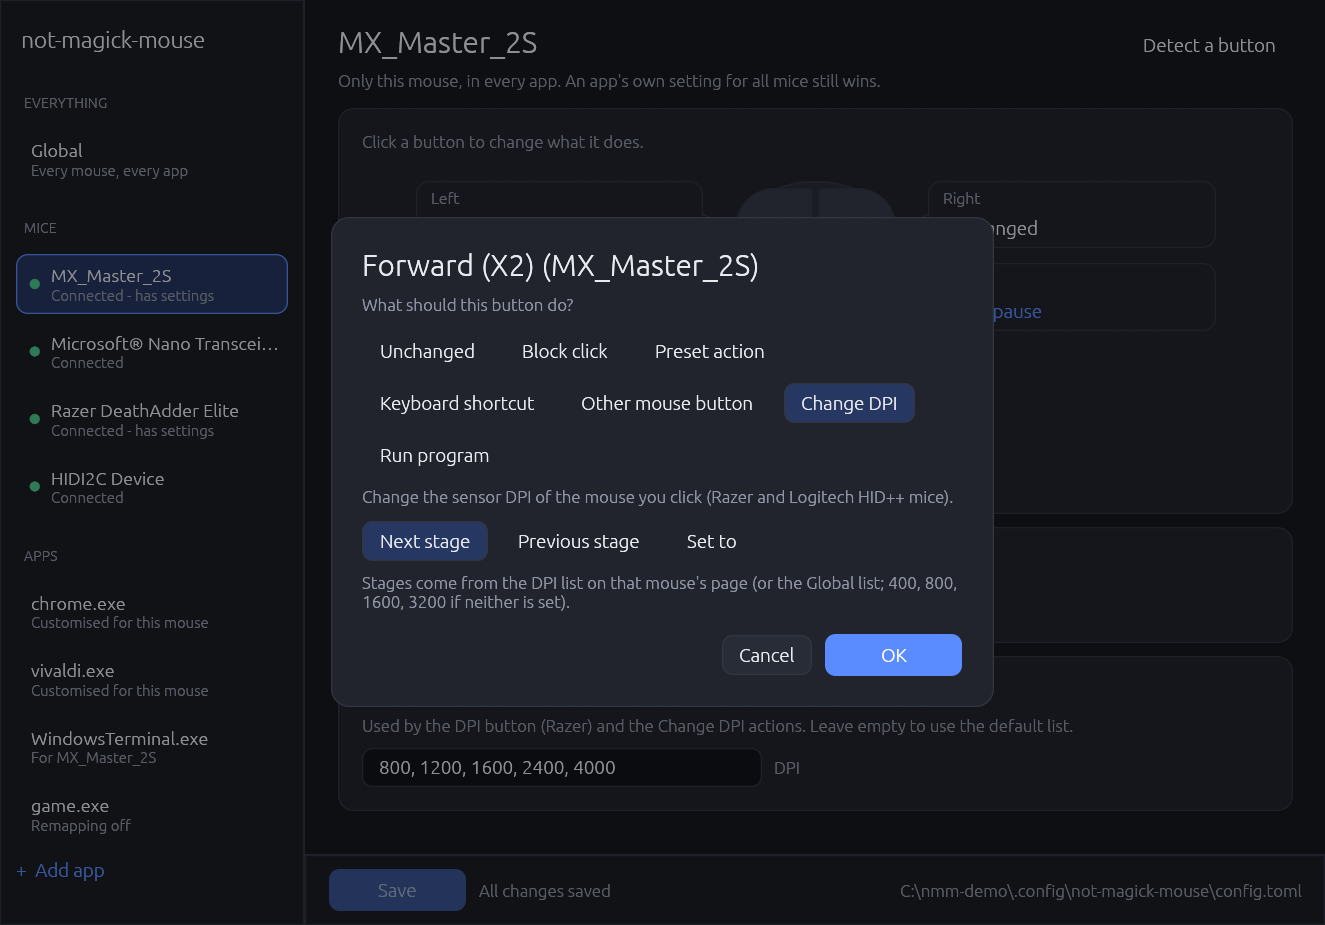 not-magick-mouse
EVERYTHING
Global
Every mouse, every app
MICE
MX_Master_2S
Connected - has settings
Microsoft® Nano Transcei...
Connected
Razer DeathAdder Elite
Connected - has settings
HIDI2C Device
Connected
APPS
chrome.exe
Customised for this mouse
vivaldi.exe
Customised for this mouse
WindowsTerminal.exe
For MX_Master_2S
game.exe
Remapping off
+ Add app
MX_Master_2S
Detect a button
Only this mouse, in every app. An app's own setting for all mice still wins.
Click a button to change what it does.
Left
Right
pause
Forward (X2) (MX_Master_2S)
What should this button do?
Unchanged Block click Preset action
Keyboard shortcut Other mouse button Change DPI
Run program
Change the sensor DPI of the mouse you click (Razer and Logitech HID++ mice).
Next stage Previous stage Set to
Stages come from the DPI list on that mouse's page (or the Global list; 400, 800,
1600, 3200 if neither is set).
Cancel OK
Used by the DPI button (Razer) and the Change DPI actions. Leave empty to use the default list.
800, 1200, 1600, 2400, 4000 DPI
Save All changes saved C:\nmm-demo\.config\not-magick-mouse\config.toml